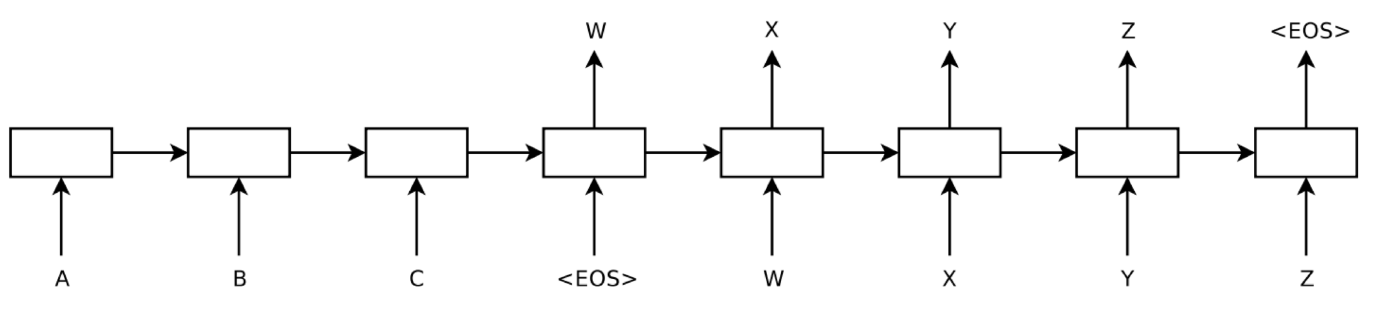 W X Y Z <EOS>
A B C <EOS> W X Y Z